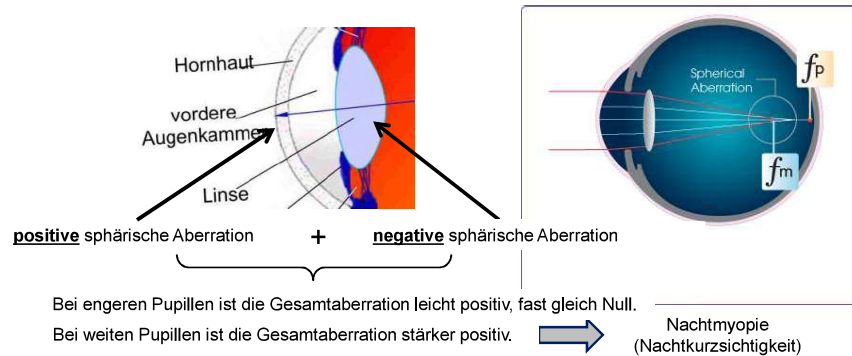 Hornhaut
vordere
Augenkammer
Linse
Spherical
Aberration
fp
fm
positive sphärische Aberration + negative sphärische Aberration
Bei engeren Pupillen ist die Gesamtaberration leicht positiv, fast gleich Null.
Bei weiten Pupillen ist die Gesamtaberration stärker positiv.
Nachtmyopie
(Nachtkurzsichtigkeit)